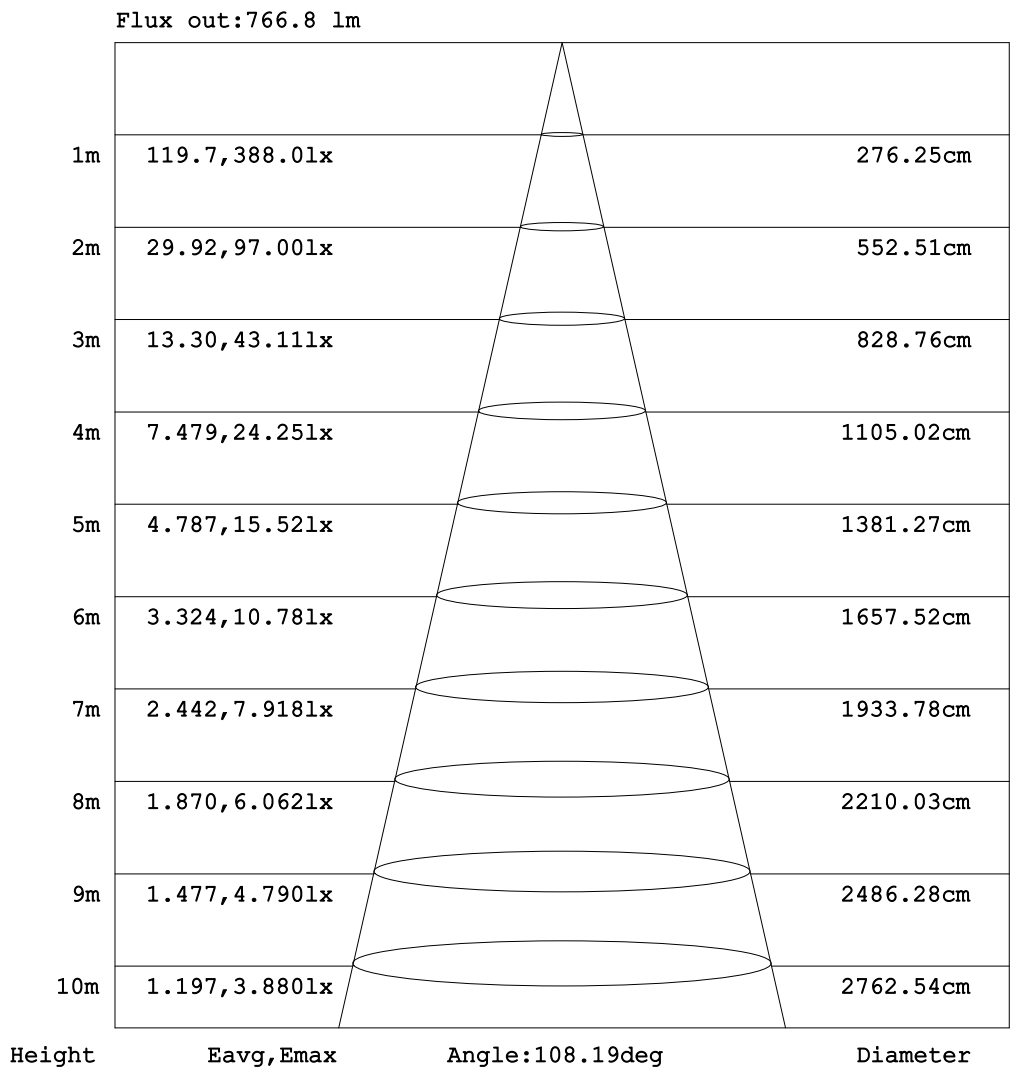 Flux out:766.8 lm
1m 119.7,388.0lx 276.25cm
2m 29.92,97.00lx 552.51cm
3m 13.30,43.11lx 828.76cm
4m 7.479,24.25lx 1105.02cm
5m 4.787,15.52lx 1381.27cm
6m 3.324,10.78lx 1657.52cm
7m 2.442,7.918lx 1933.78cm
8m 1.870,6.062lx 2210.03cm
9m 1.477,4.790lx 2486.28cm
10m 1.197,3.880lx 2762.54cm
Height Eavg,Emax Angle:108.19deg Diameter